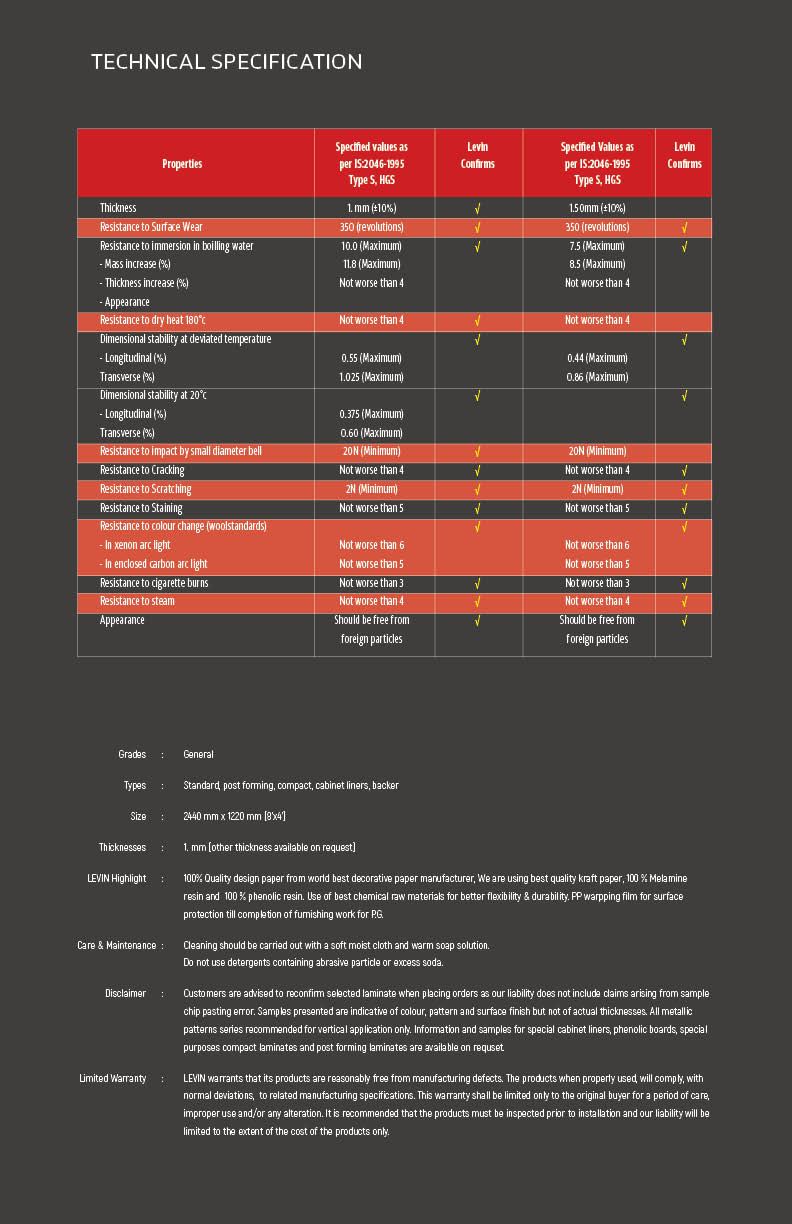 TECHNICAL SPECIFICATION
Properties
Specified values as
per IS:2046-1995
Type S, HGS
Levin
Confirms
Specified Values as
per IS:2046-1995
Type S, HGS
Levin
Confirms
Thickness 1. mm (±10%) √ 1.50mm (±10%)
Resistance to Surface Wear 350 (revolutions) √ 350 (revolutions) √
Resistance to immersion in boilling water 10.0 (Maximum) √ 7.5 (Maximum) √
- Mass increase (%) 11.8 (Maximum) 8.5 (Maximum)
- Thickness increase (%) Not worse than 4 Not worse than 4
- Appearance
Resistance to dry heat 180°c Not worse than 4 √ Not worse than 4
Dimensional stability at deviated temperature √ √
- Longitudinal (%) 0.55 (Maximum) 0.44 (Maximum)
Transverse (%) 1.025 (Maximum) 0.86 (Maximum)
Dimensional stability at 20°c √ √
- Longitudinal (%) 0.375 (Maximum)
Transverse (%) 0.60 (Maximum)
Resistance to impact by small diameter bell 20N (Minimum) √ 20N (Minimum)
Resistance to Cracking Not worse than 4 √ Not worse than 4 √
Resistance to Scratching 2N (Minimum) √ 2N (Minimum) √
Resistance to Staining Not worse than 5 √ Not worse than 5 √
Resistance to colour change (woolstandards) √ √
- In xenon arc light Not worse than 6 Not worse than 6
- In enclosed carbon arc light Not worse than 5 Not worse than 5
Resistance to cigarette burns Not worse than 3 √ Not worse than 3 √
Resistance to steam Not worse than 4 √ Not worse than 4 √
Appearance Should be free from √ Should be free from √
foreign particles foreign particles
Grades : General
Types : Standard, post forming, compact, cabinet liners, backer
Size : 2440 mm x 1220 mm [8'x4']
Thicknesses : 1. mm [other thickness available on request]
LEVIN Highlight : 100% Quality design paper from world best decorative paper manufacturer, We are using best quality kraft paper, 100 % Melamine
resin and 100 % phenolic resin. Use of best chemical raw materials for better flexibility & durability. PP warpping film for surface
protection till completion of furnishing work for P.G.
Care & Maintenance : Cleaning should be carried out with a soft moist cloth and warm soap solution.
Do not use detergents containing abrasive particle or excess soda.
Disclaimer : Customers are advised to reconfirm selected laminate when placing orders as our liability does not include claims arising from sample
chip pasting error. Samples presented are indicative of colour, pattern and surface finish but not of actual thicknesses. All metallic
patterns series recommended for vertical application only. Information and samples for special cabinet liners, phenolic boards, special
purposes compact laminates and post forming laminates are available on requset.
Limited Warranty : LEVIN warrants that its products are reasonably free from manufacturing defects. The products when properly used, will comply, with
normal deviations, to related manufacturing specifications. This warranty shall be limited only to the original buyer for a period of care,
improper use and/or any alteration. It is recommended that the products must be inspected prior to installation and our liability will be
limited to the extent of the cost of the products only.